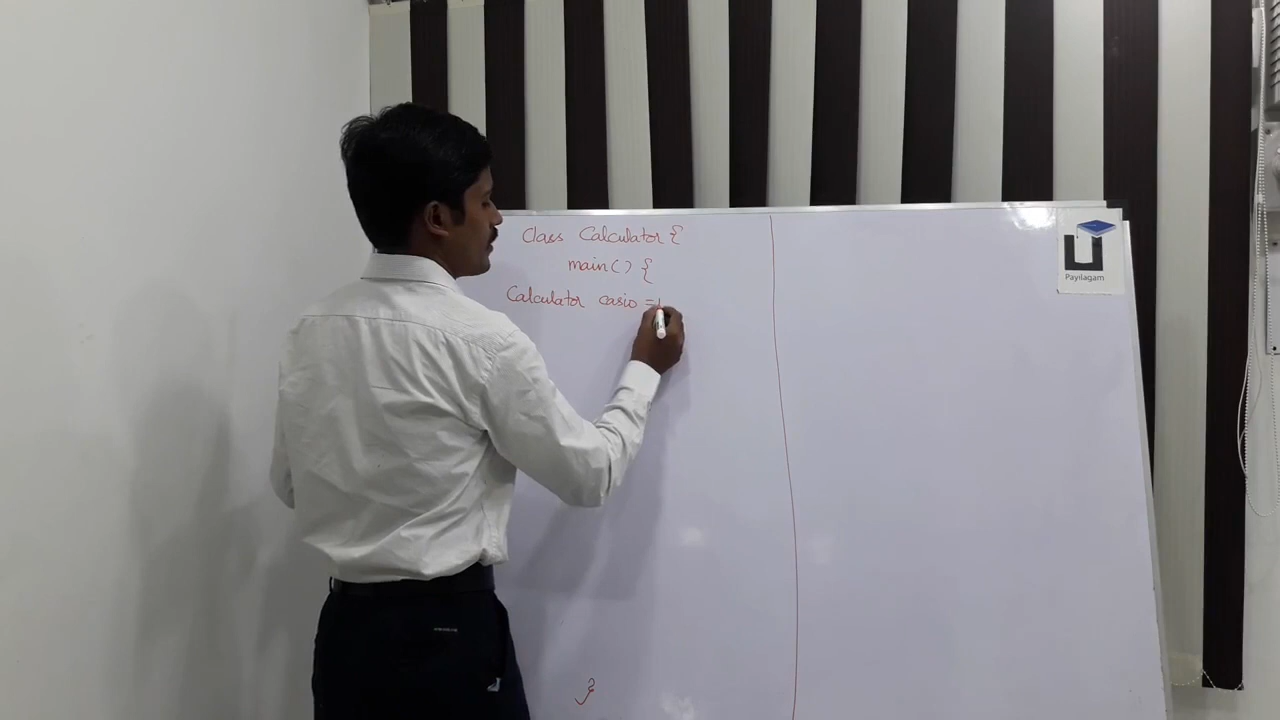 Class Calculator {
main() {
Calculator casio =
}
Payilagam